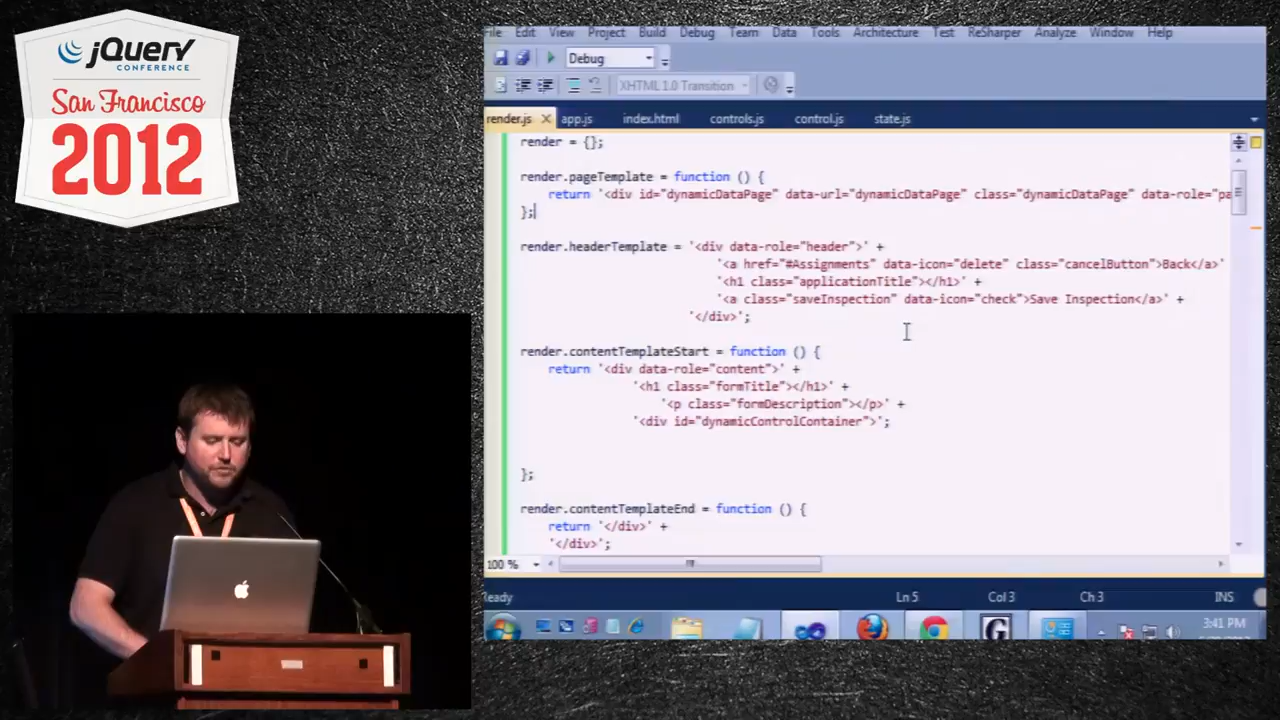 jQuery
CONFERENCE
San Francisco
2012
File Edit View Project Build Debug Team Data Tools Architecture Test ReSharper Analyze Window Help
Debug
XHTML 1.0 Transition
render.js X app.js index.html controls.js control.js state.js
render = {};
render.pageTemplate = function () {
return '<div id="dynamicDataPage" data-url="dynamicDataPage" class="dynamicDataPage" data-role="pa
};
render.headerTemplate = '<div data-role="header">' +
'<a href="#Assignments" data-icon="delete" class="cancelButton">Back</a>'
'<h1 class="applicationTitle"></h1>' +
'<a class="saveInspection" data-icon="check">Save Inspection</a>' +
'</div>';
render.contentTemplateStart = function () {
return '<div data-role="content">' +
'<h1 class="formTitle"></h1>' +
'<p class="formDescription"></p>' +
'<div id="dynamicControlContainer">';
};
render.contentTemplateEnd = function () {
return '</div>' +
'</div>';
100 %
Ready Ln 5 Col 3 Ch 3 INS
3:41 PM